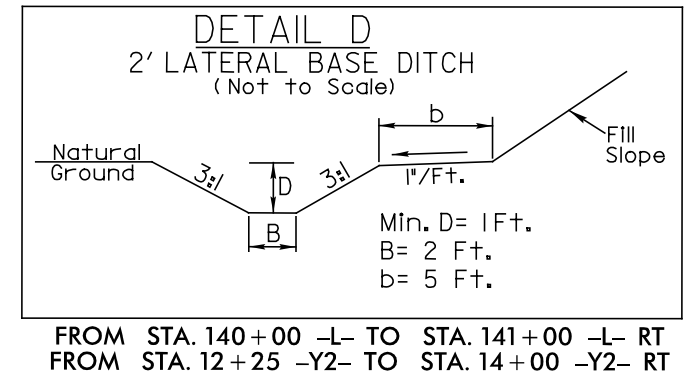 DETAIL D
2' LATERAL BASE DITCH
(Not to Scale)
b
Natural
Ground
3:1
D
3:1
1"/Ft.
Fill
Slope
B
Min. D= 1Ft.
B= 2 Ft.
b= 5 Ft.
FROM STA. 140+00 -L- TO STA. 141+00 -L- RT
FROM STA. 12+25 -Y2- TO STA. 14+00 -Y2- RT